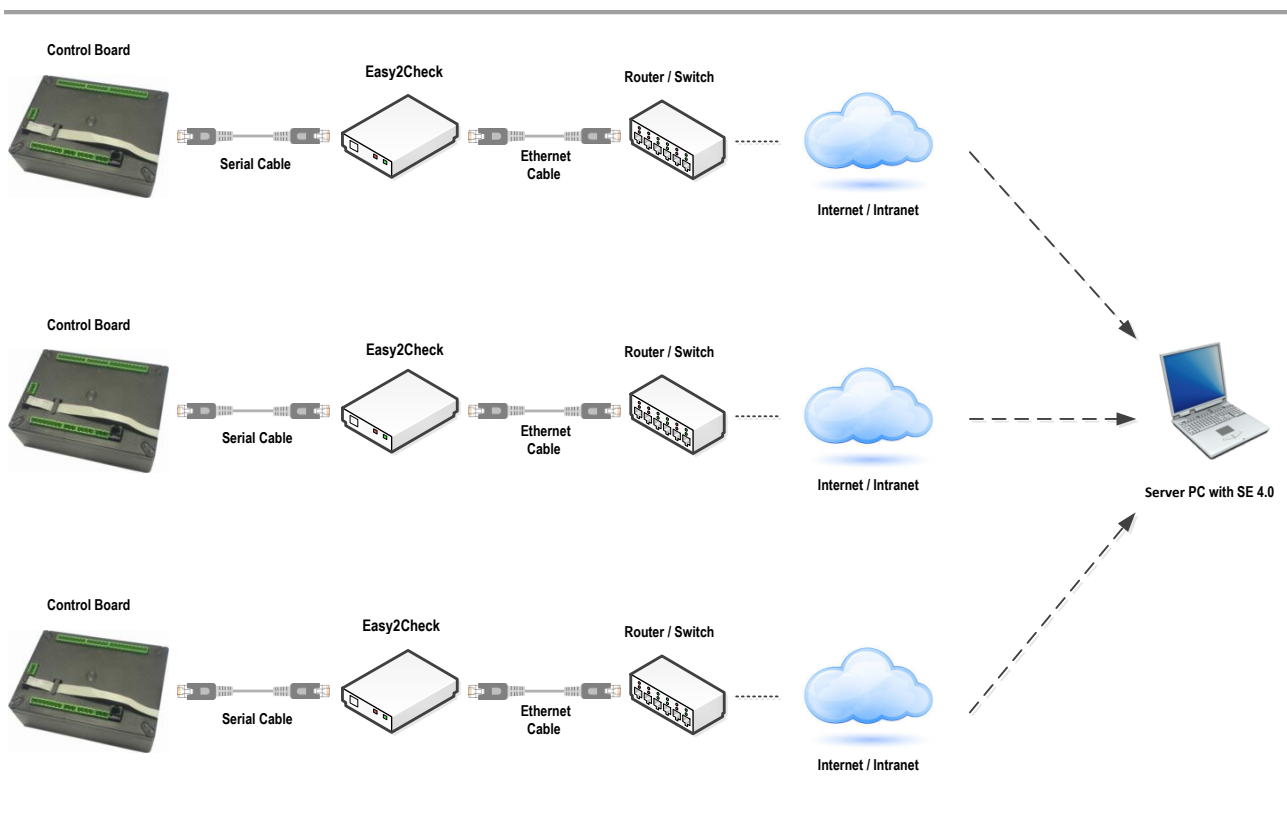 Control Board
Easy2Check
Router / Switch
Serial Cable
Ethernet
Cable
Internet / Intranet
Control Board
Easy2Check
Router / Switch
Serial Cable
Ethernet
Cable
Internet / Intranet
Server PC with SE 4.0
Control Board
Easy2Check
Router / Switch
Serial Cable
Ethernet
Cable
Internet / Intranet